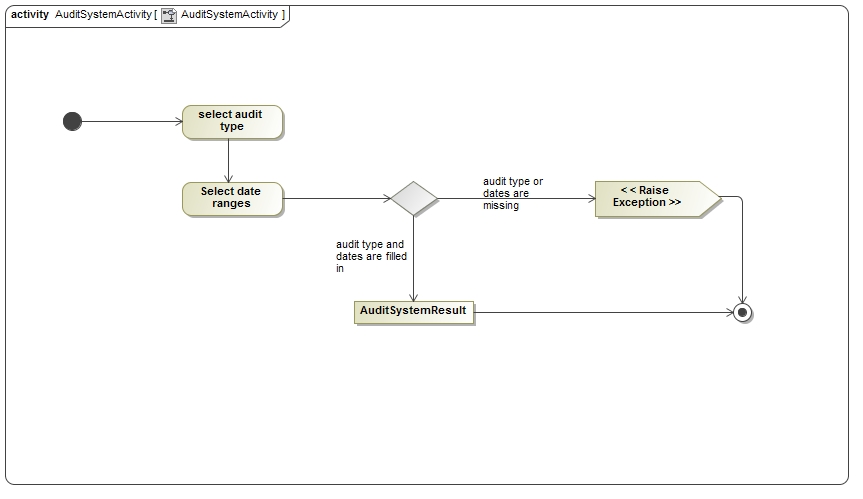 activity AuditSystemActivity [ AuditSystemActivity ]
select audit
type
Select date
ranges
audit type or
dates are
missing
< < Raise
Exception >>
audit type and
dates are filled
in
AuditSystemResult